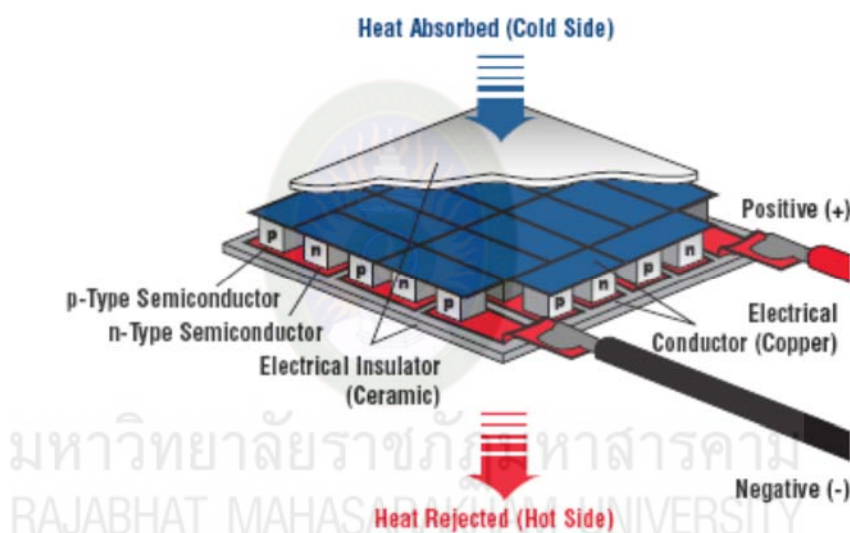 Heat Absorbed (Cold Side)
Positive (+)
p
n
p
n
p
p
n
p
n
p-Type Semiconductor
n-Type Semiconductor
Electrical Insulator
(Ceramic)
Electrical
Conductor (Copper)
Negative (-)
Heat Rejected (Hot Side)
มหาวิทยาลัยราชภัฏมหาสารคาม
RAJABHAT MAHASARAKHAM UNIVERSITY